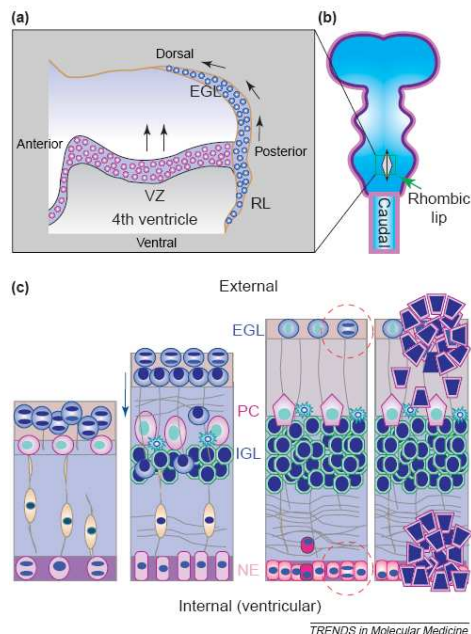 (a)
Dorsal
EGL
Anterior
Posterior
VZ
4th ventricle
RL
Ventral
(b)
Rhombic
lip
Caudal
(c)
External
EGL
PC
IGL
NE
Internal (ventricular)
TRENDS in Molecular Medicine